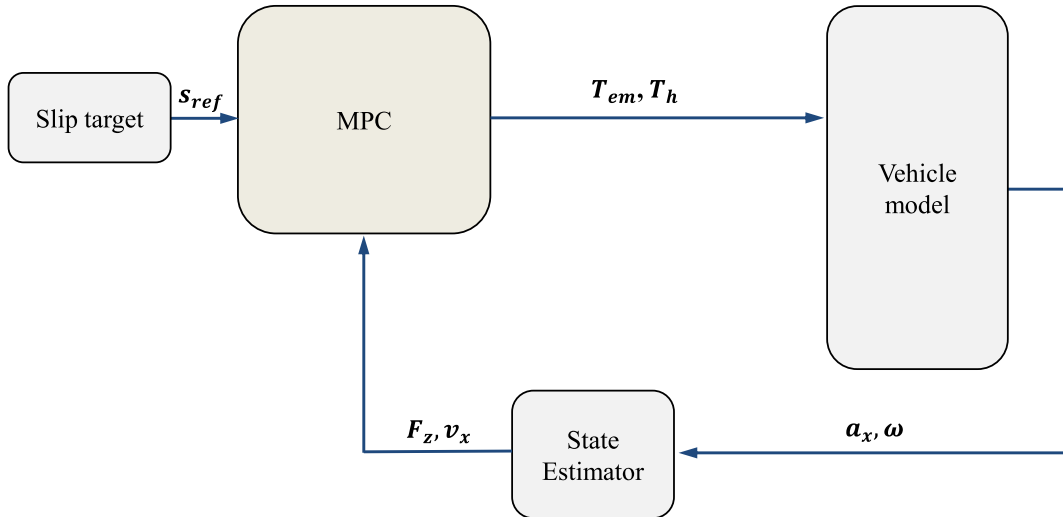 Slip target
s_ref
MPC
T_em, T_h
Vehicle
model
F_z, v_x
State
Estimator
a_x, ω